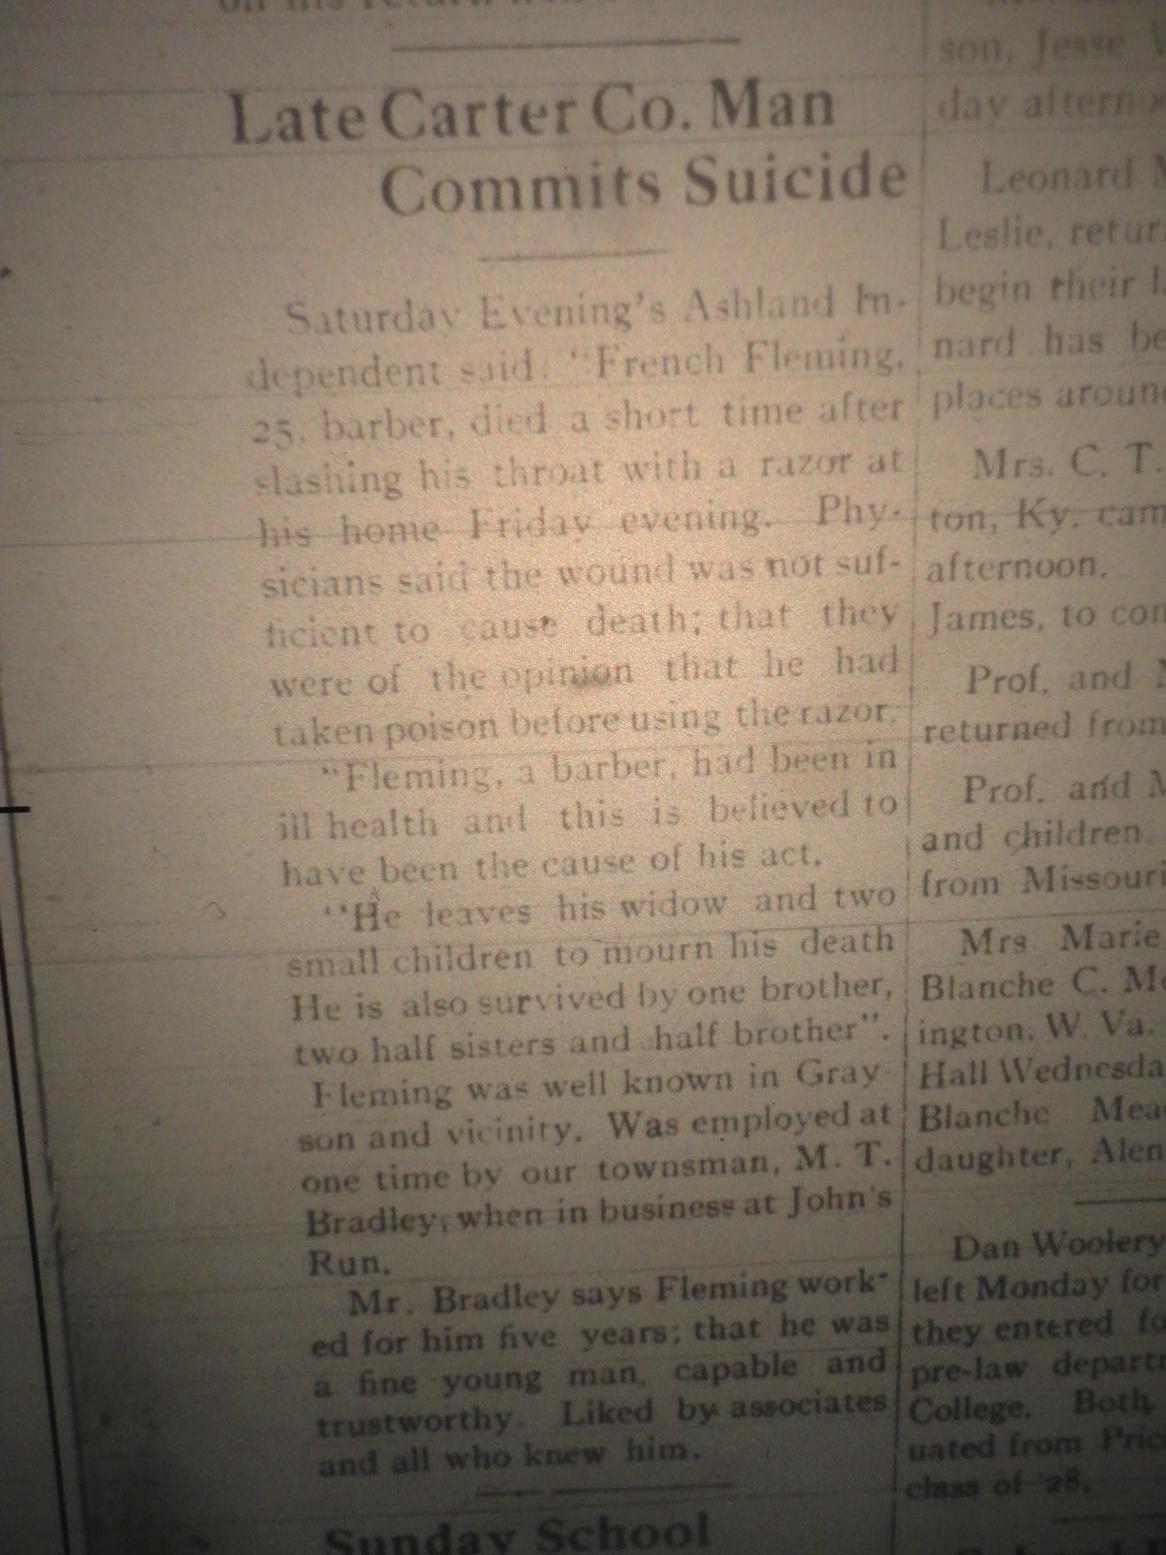 Late Carter Co. Man
Commits Suicide
Saturday Evening's Ashland In-
dependent said: "French Fleming,
25, barber, died a short time after
slashing his throat with a razor at
his home Friday evening. Phy-
sicians said the wound was not suf-
ficient to cause death; that they
were of the opinion that he had
taken poison before using the razor.
"Fleming, a barber, had been in
ill health and this is believed to
have been the cause of his act.
"He leaves his widow and two
small children to mourn his death
He is also survived by one brother,
two half sisters and half brother".
Fleming was well known in Gray-
son and vicinity. Was employed at
one time by our townsman, M. T.
Bradley, when in business at John's
Run.
Mr. Bradley says Fleming work-
ed for him five years; that he was
a fine young man, capable and
trustworthy. Liked by associates
and all who knew him.
Sunday School
son, Jesse
day afterno
Leonard
Leslie, retur
begin their
nard has be
places aroun
Mrs. C. T.
ton, Ky. cam
afternoon.
James, to con
Prof. and
returned from
Prof. and M
and children
from Missouri
Mrs Marie
Blanche C. Me
ington, W. Va.
Hall Wednesda
Blanche Mea
daughter, Alen
Dan Woolery
left Monday for
they entered fo
pre-law depart
College. Both
uated from Pric
class of '28.